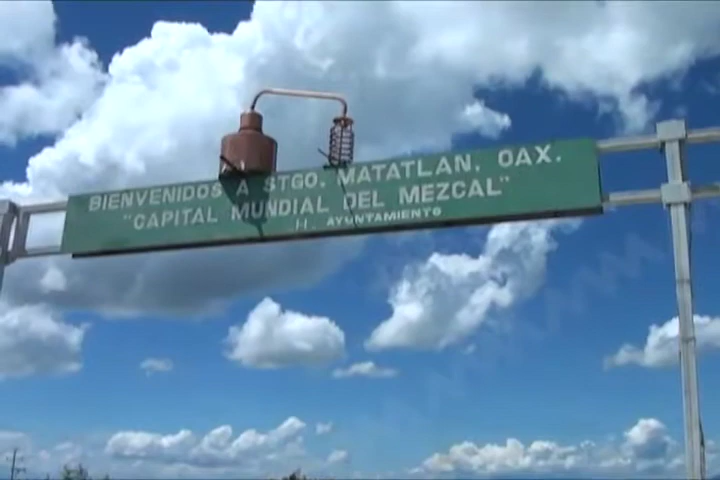 BIENVENIDOS A STGO. MATATLAN, OAX.
"CAPITAL MUNDIAL DEL MEZCAL"
H. AYUNTAMIENTO